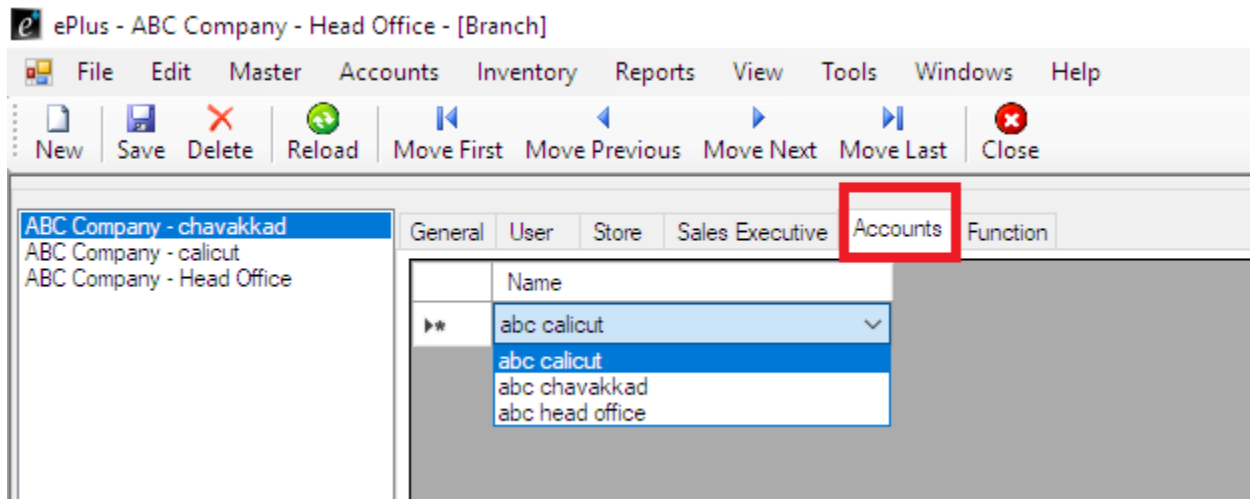 ePlus - ABC Company - Head Office - [Branch]
File Edit Master Accounts Inventory Reports View Tools Windows Help
New Save Delete Reload Move First Move Previous Move Next Move Last Close
ABC Company - chavakkad
ABC Company - calicut
ABC Company - Head Office
General User Store Sales Executive Accounts Function
Name
abc calicut
abc calicut
abc chavakkad
abc head office